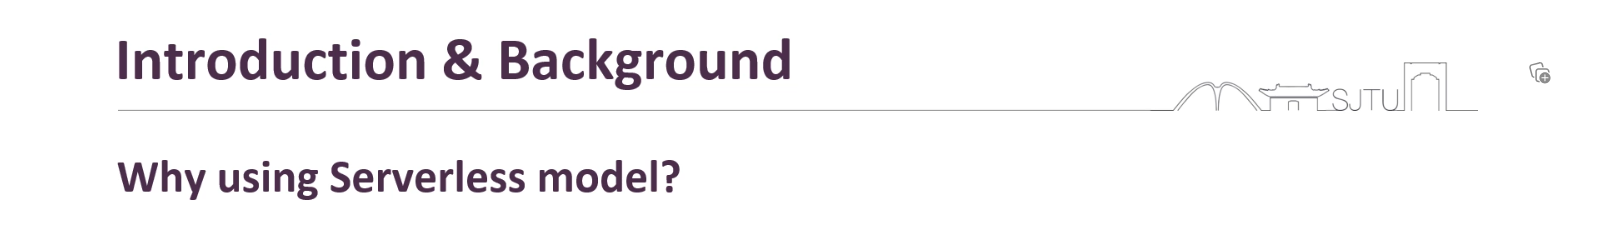 Introduction & Background
SJTU
Why using Serverless model?